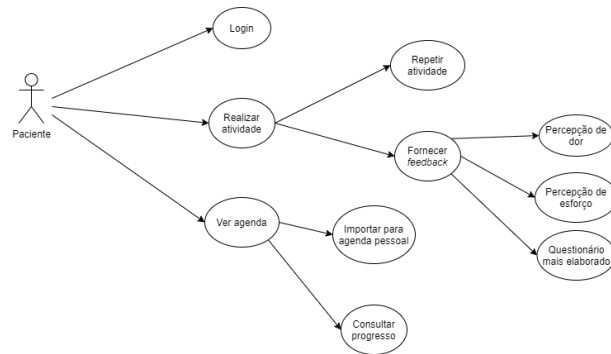 Login
Repetir
atividade
Paciente
Realizar
atividade
Fornecer
feedback
Percepção de
dor
Percepção de
esforço
Questionário
mais elaborado
Ver agenda
Importar para
agenda pessoal
Consultar
progresso